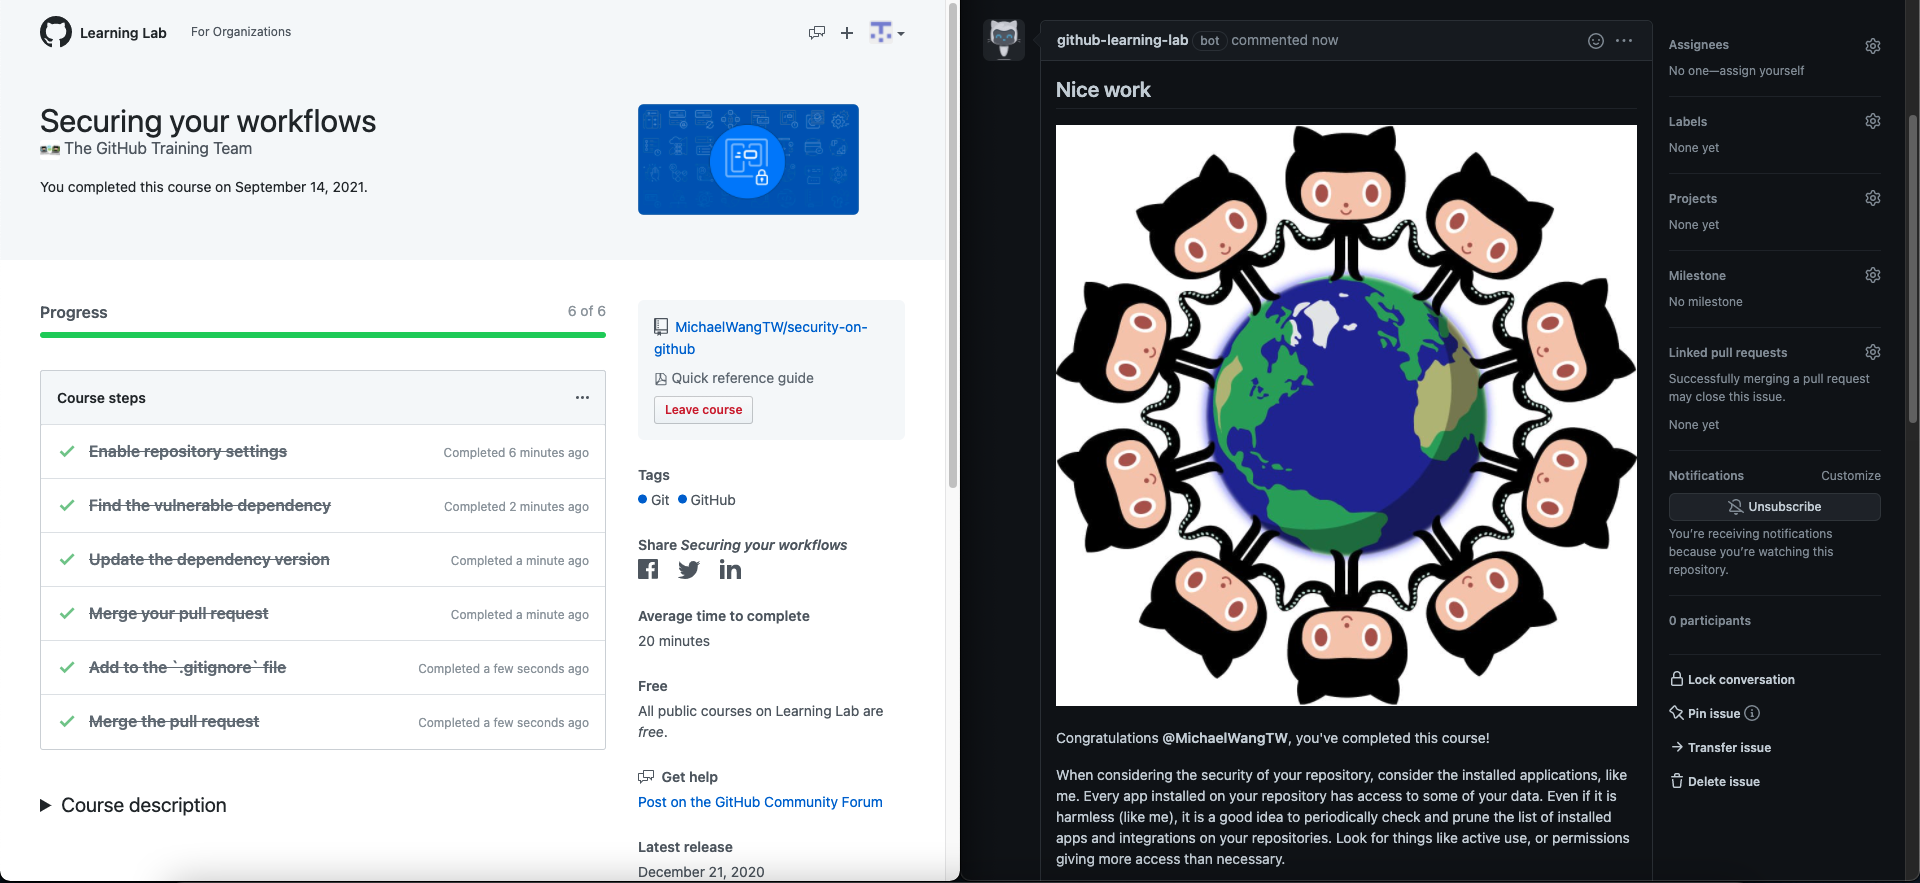 Learning Lab
For Organizations
Securing your workflows
The GitHub Training Team
You completed this course on September 14, 2021.
Progress
6 of 6
Course steps
Enable repository settings
Completed 6 minutes ago
Find the vulnerable dependency
Completed 2 minutes ago
Update the dependency version
Completed a minute ago
Merge your pull request
Completed a minute ago
Add to the `.gitignore` file
Completed a few seconds ago
Merge the pull request
Completed a few seconds ago
Course description
MichaelWangTW/security-on-
github
Quick reference guide
Leave course
Tags
Git GitHub
Share Securing your workflows
Average time to complete
20 minutes
Free
All public courses on Learning Lab are
free.
Get help
Post on the GitHub Community Forum
Latest release
December 21, 2020
github-learning-lab bot commented now
Nice work
Congratulations @MichaelWangTW, you've completed this course!
When considering the security of your repository, consider the installed applications, like
me. Every app installed on your repository has access to some of your data. Even if it is
harmless (like me), it is a good idea to periodically check and prune the list of installed
apps and integrations on your repositories. Look for things like active use, or permissions
giving more access than necessary.
Assignees
No one—assign yourself
Labels
None yet
Projects
None yet
Milestone
No milestone
Linked pull requests
Successfully merging a pull request
may close this issue.
None yet
Notifications
Customize
Unsubscribe
You're receiving notifications
because you're watching this
repository.
0 participants
Lock conversation
Pin issue
Transfer issue
Delete issue